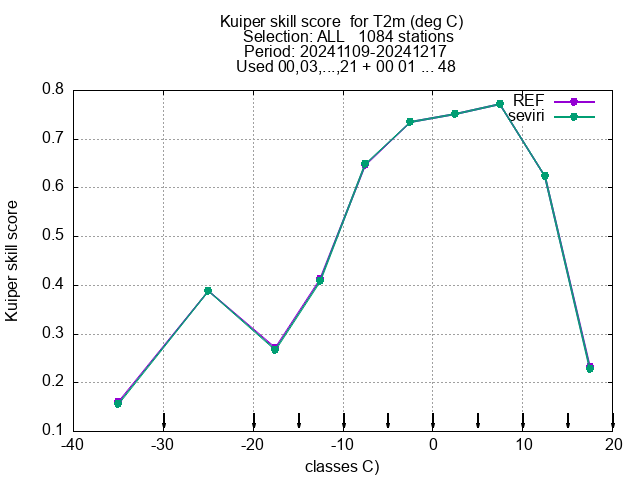 Kuiper skill score  for T2m (deg C)
Selection: ALL   1084 stations
Period: 20241109-20241217
Used 00,03,...,21 + 00 01 ... 48
REF
seviri
0.8
0.7
0.6
0.5
0.4
0.3
0.2
0.1
Kuiper skill score
-40 -30 -20 -10 0 10 20
classes C)